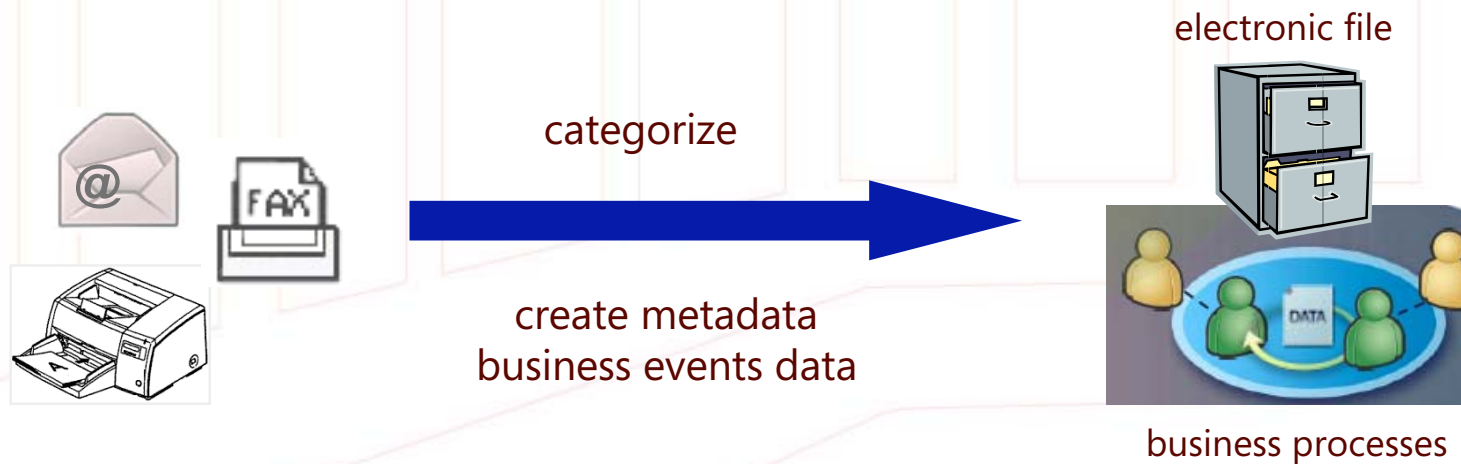 electronic file
categorize
@
FAX
create metadata
business events data
DATA
business processes